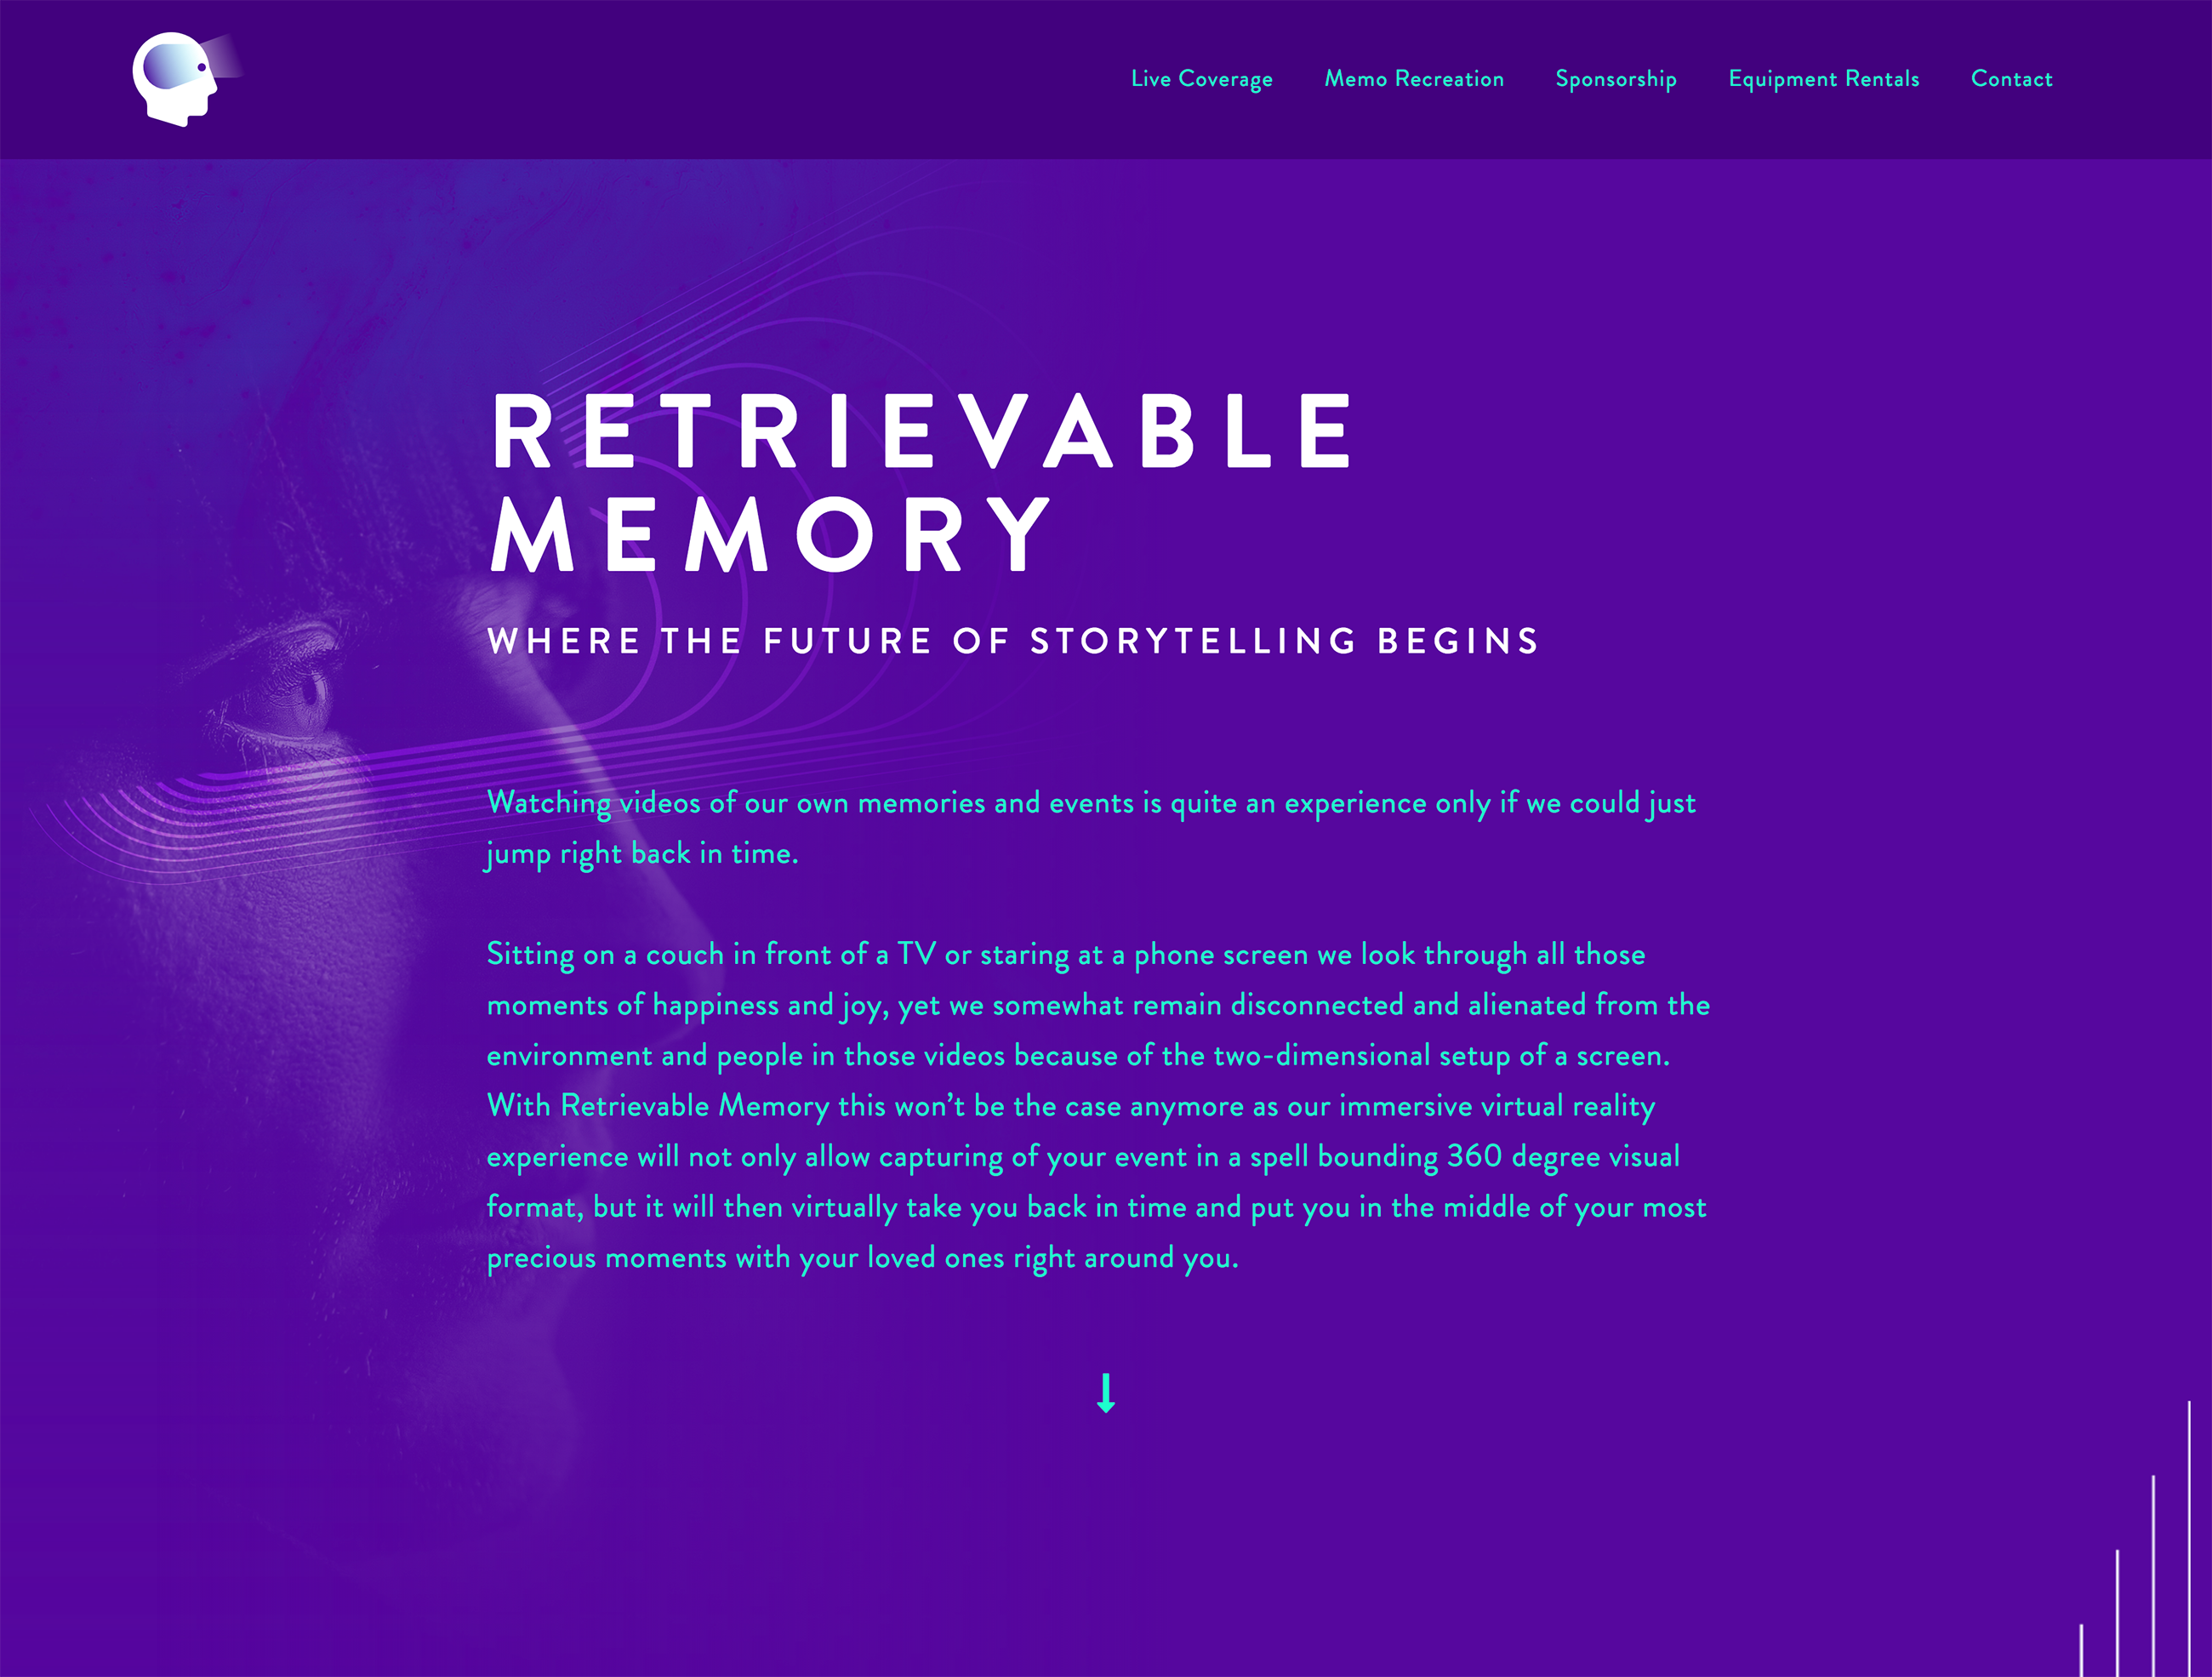 Live Coverage Memo Recreation Sponsorship Equipment Rentals Contact
RETRIEVABLE
MEMORY
WHERE THE FUTURE OF STORYTELLING BEGINS
Watching videos of our own memories and events is quite an experience only if we could just
jump right back in time.
Sitting on a couch in front of a TV or staring at a phone screen we look through all those
moments of happiness and joy, yet we somewhat remain disconnected and alienated from the
environment and people in those videos because of the two-dimensional setup of a screen.
With Retrievable Memory this won’t be the case anymore as our immersive virtual reality
experience will not only allow capturing of your event in a spell bounding 360 degree visual
format, but it will then virtually take you back in time and put you in the middle of your most
precious moments with your loved ones right around you.